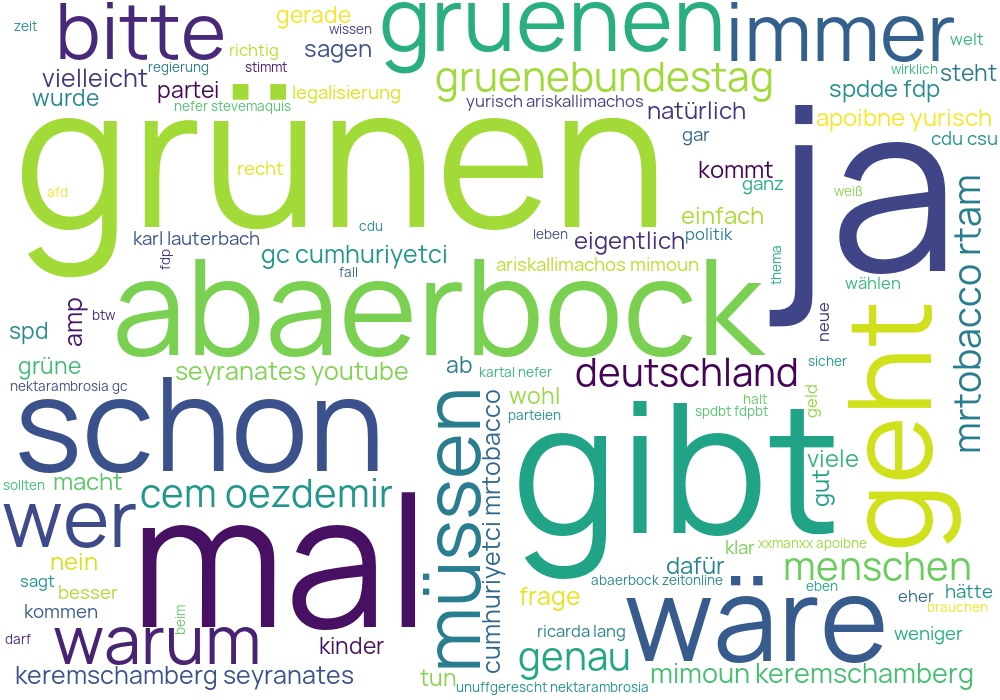 zeit
bitte
gerade
wissen
gruenen
immer
welt
richtig
sagen
vielleicht
regierung
stimmt
wurde
partei
legalisierung
nefer stevemaquis
gruenebundestag
wirklich
steht
spdde fdp
yurisch ariskallimachos
natürlich
apoibne yurisch
grünen
gar
cdu csu
ja
recht
kommt
ganz
afd
weiß
einfach
karl lauterbach
cdu
leben
eigentlich
politik
fdp
gc cumhuriyetci
fall
ariskallimachos mimoun
thema
wählen
mrtobacco rtam
abaerbock
amp
btw
neue
geht
spd
grüne
seyranates youtube
ab
kartal nefer
deutschland
sicher
nektarambrosia gc
schon
müssen
cumhuriyetci mrtobacco
wohl
parteien
halt
spdbt fdpbt
geld
gibt
viele
gut
sollten
macht
cem oezdemir
wer
mal
klar
xxmanxx apoibne
nein
dafür
menschen
sagt
besser
abaerbock zeitonline
eben
frage
wäre
eher
hätte
kommen
beim
brauchen
darf
warum
kinder
ricarda lang
weniger
genau
keremschamberg seyranates
tun
unuffgerescht nektarambrosia
mimoun keremschamberg